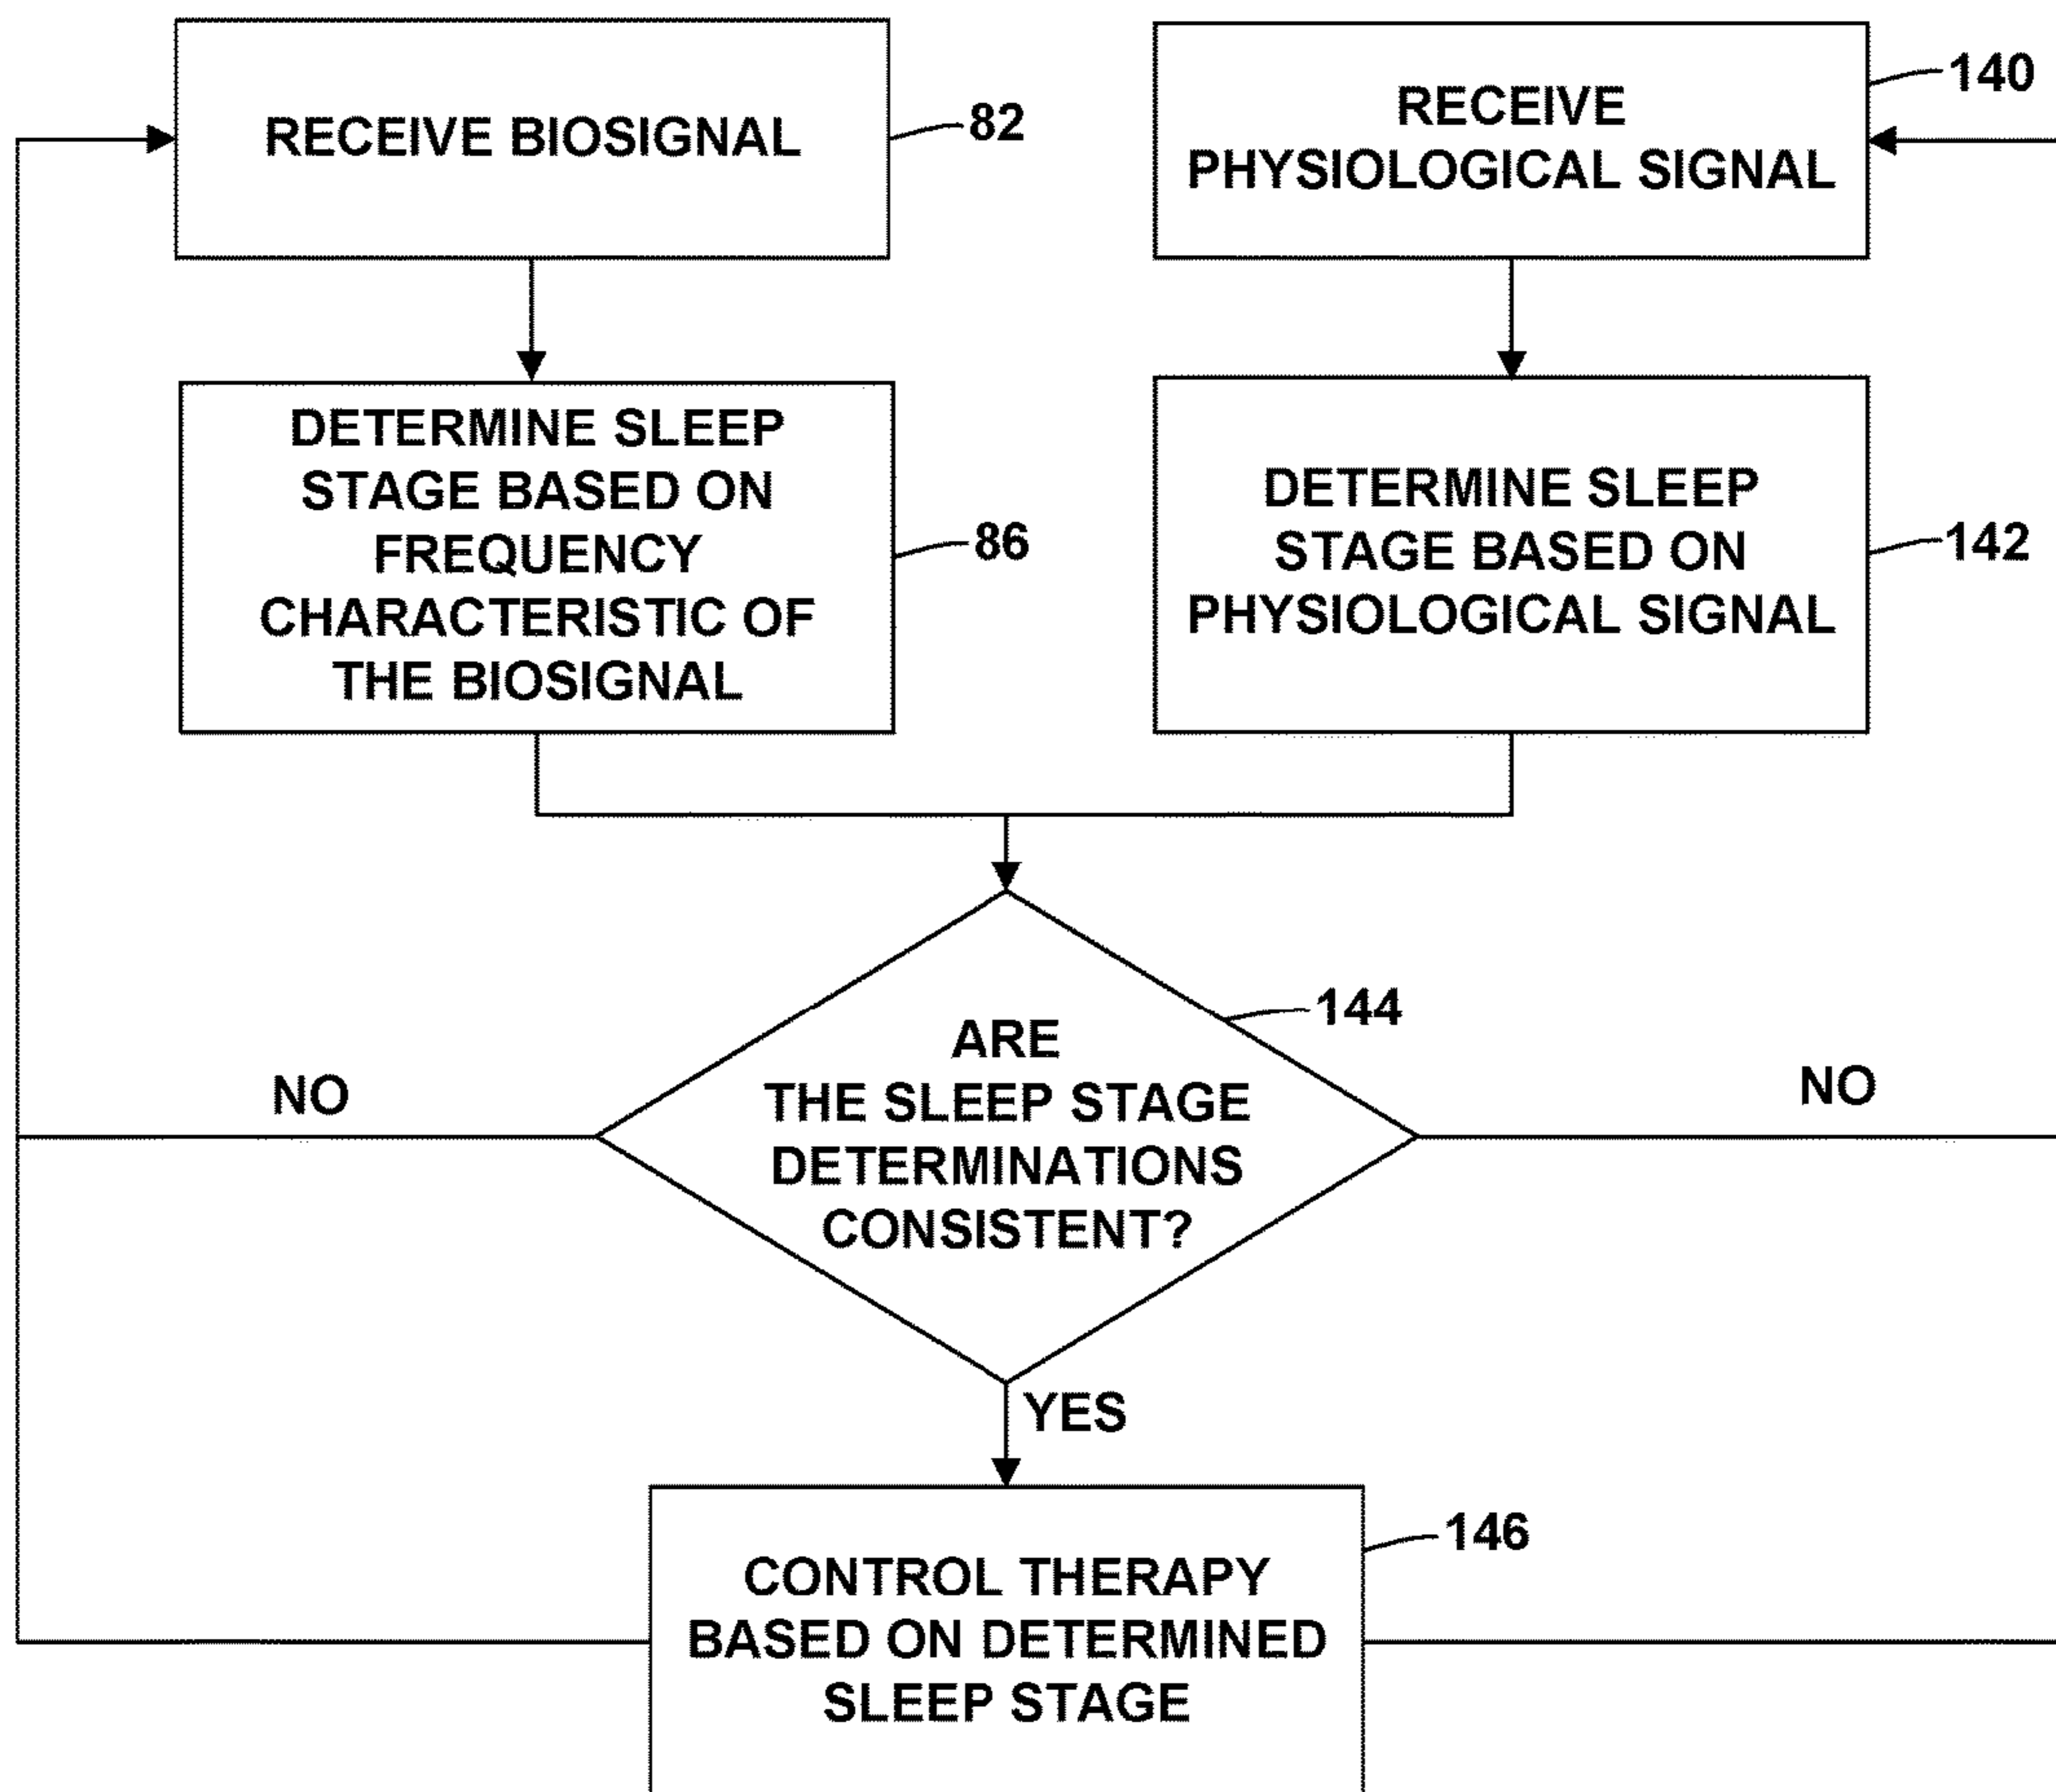 RECEIVE BIOSIGNAL
82
RECEIVE
PHYSIOLOGICAL SIGNAL
140
DETERMINE SLEEP
STAGE BASED ON
FREQUENCY
CHARACTERISTIC OF
THE BIOSIGNAL
86
DETERMINE SLEEP
STAGE BASED ON
PHYSIOLOGICAL SIGNAL
142
ARE
THE SLEEP STAGE
DETERMINATIONS
CONSISTENT?
144
NO
NO
YES
CONTROL THERAPY
BASED ON DETERMINED
SLEEP STAGE
146